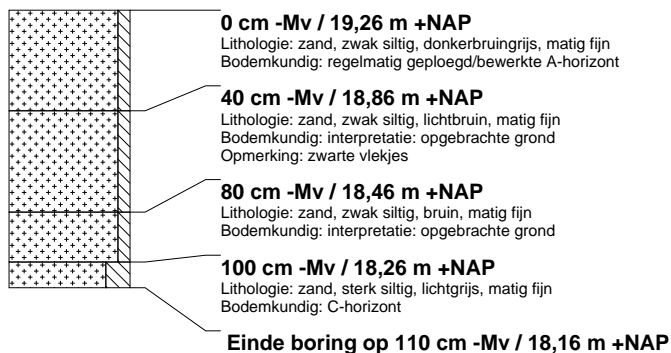 0 cm -Mv / 19,26 m +NAP
Lithologie: zand, zwak siltig, donkerbruingrijs, matig fijn
Bodemkundig: regelmatig geploegd/bewerkte A-horizont
40 cm -Mv / 18,86 m +NAP
Lithologie: zand, zwak siltig, lichtbruin, matig fijn
Bodemkundig: interpretatie: opgebrachte grond
Opmerking: zwarte vlekjes
80 cm -Mv / 18,46 m +NAP
Lithologie: zand, zwak siltig, bruin, matig fijn
Bodemkundig: interpretatie: opgebrachte grond
100 cm -Mv / 18,26 m +NAP
Lithologie: zand, sterk siltig, lichtgrijs, matig fijn
Bodemkundig: C-horizont
Einde boring op 110 cm -Mv / 18,16 m +NAP